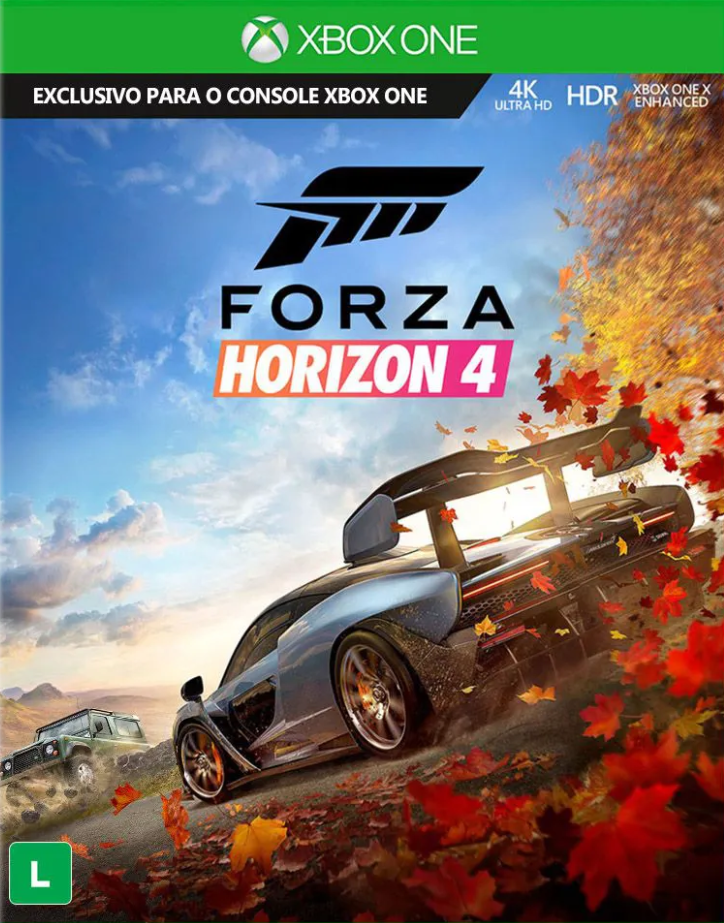 XBOX ONE
EXCLUSIVO PARA O CONSOLE XBOX ONE
4K
ULTRA HD
HDR
XBOX ONE X
ENHANCED
FORZA
HORIZON 4
L